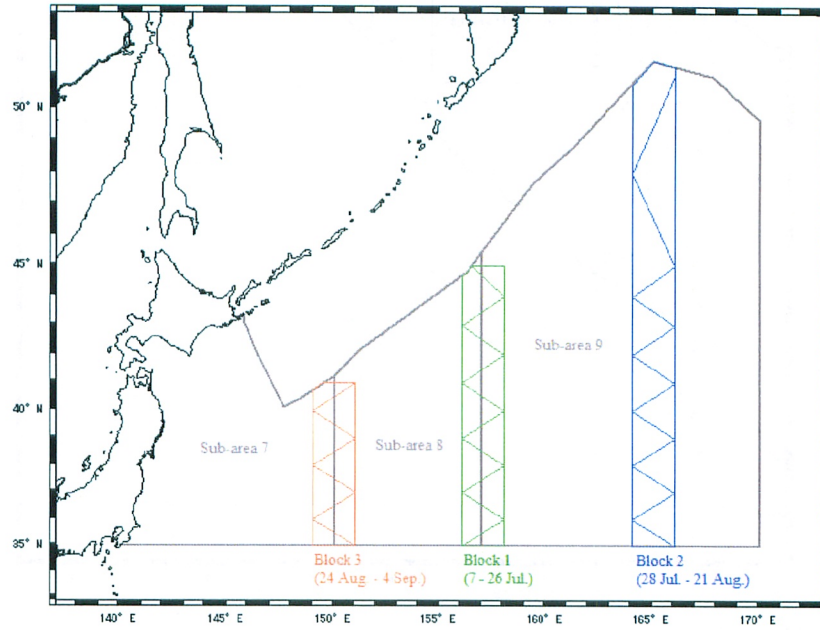 50° N
45° N
Sub-area 9
40° N
Sub-area 7
Sub-area 8
35° N
Block 3
(24 Aug. - 4 Sep.)
Block 1
(7 - 26 Jul.)
Block 2
(28 Jul. - 21 Aug.)
140° E
145° E
150° E
155° E
160° E
165° E
170° E